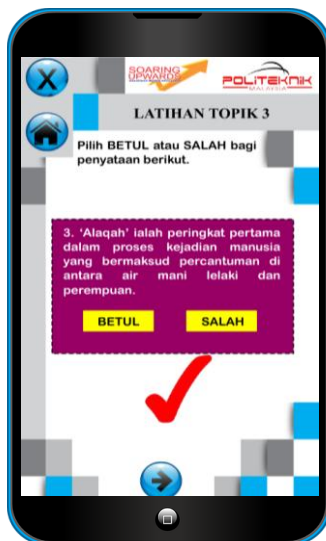 SOARING
UPWARDS
POLITEKNIK
MALAYSIA
LATIHAN TOPIK 3
Pilih BETUL atau SALAH bagi
penyataan berikut.
3. ‘Alaqah’ ialah peringkat pertama
dalam proses kejadian manusia
yang bermaksud percantuman di
antara air mani lelaki dan
perempuan.
BETUL SALAH